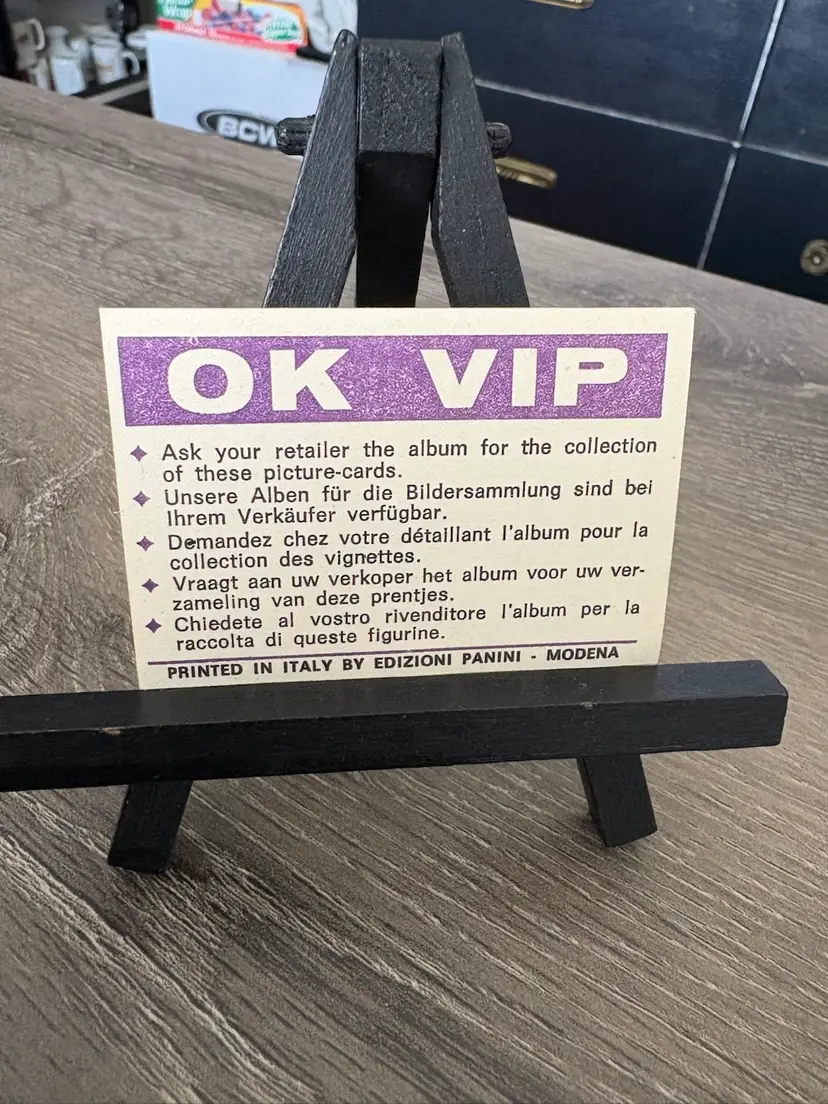 BCW
OK VIP
Ask your retailer the album for the collection
of these picture-cards.
Unsere Alben für die Bildersammlung sind bei
Ihrem Verkäufer verfügbar.
Demandez chez votre détaillant l'album pour la
collection des vignettes.
Vraagt aan uw verkoper het album voor uw ver-
zameling van deze prentjes.
Chiedete al vostro rivenditore l'album per la
raccolta di queste figurine.
PRINTED IN ITALY BY EDIZIONI PANINI - MODENA